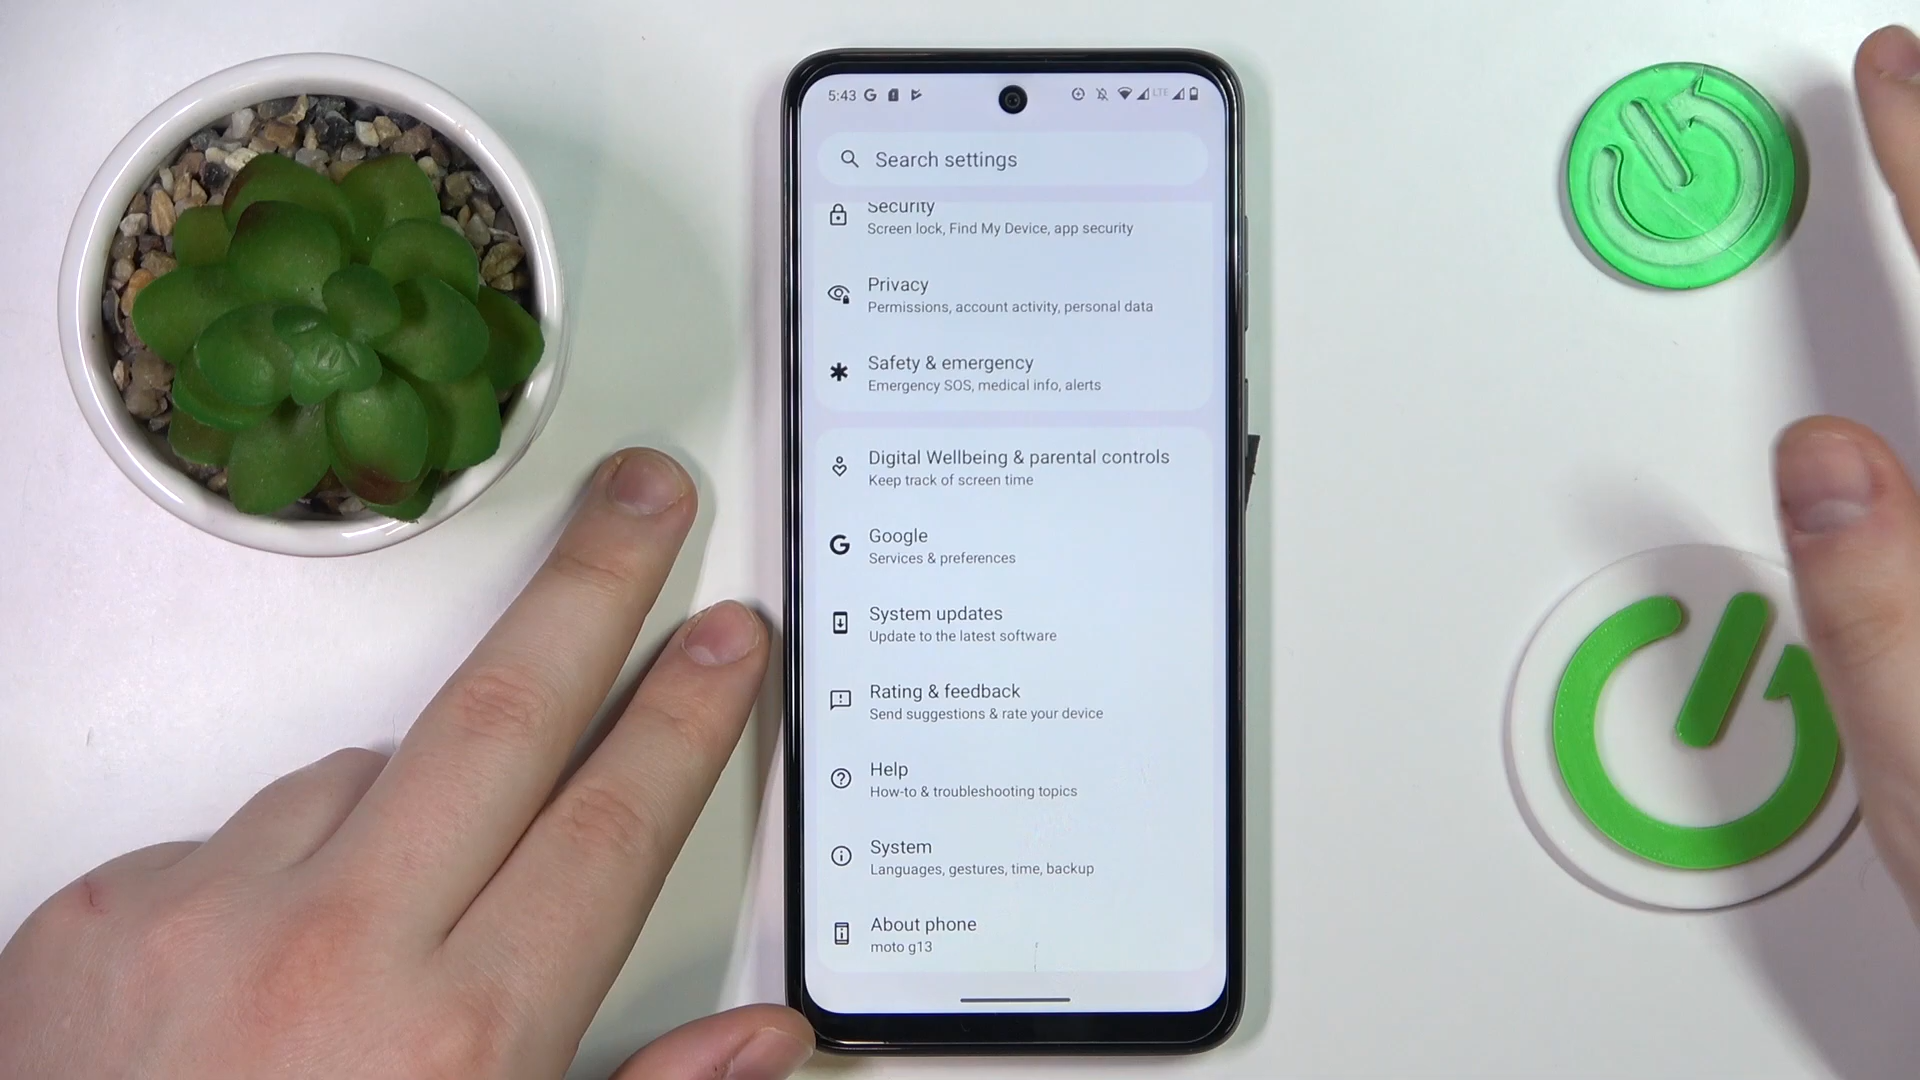 5:43
LTE
Search settings
Security
Screen lock, Find My Device, app security
Privacy
Permissions, account activity, personal data
Safety & emergency
Emergency SOS, medical info, alerts
Digital Wellbeing & parental controls
Keep track of screen time
Google
Services & preferences
System updates
Update to the latest software
Rating & feedback
Send suggestions & rate your device
Help
How-to & troubleshooting topics
System
Languages, gestures, time, backup
About phone
moto g13